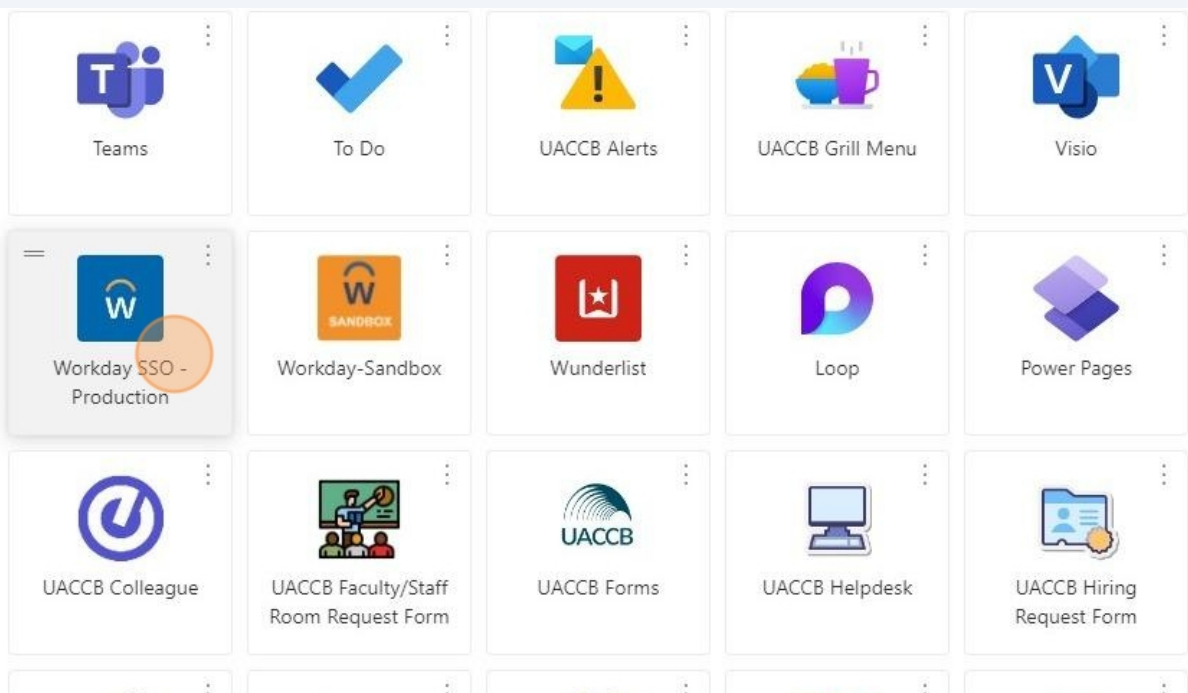 T
V
Teams
To Do
UACCB Alerts
UACCB Grill Menu
Visio
W
W
SANDBOX
Workday SSO -
Production
Workday-Sandbox
Wunderlist
Loop
Power Pages
UACCB
UACCB Colleague
UACCB Faculty/Staff
Room Request Form
UACCB Forms
UACCB Helpdesk
UACCB Hiring
Request Form